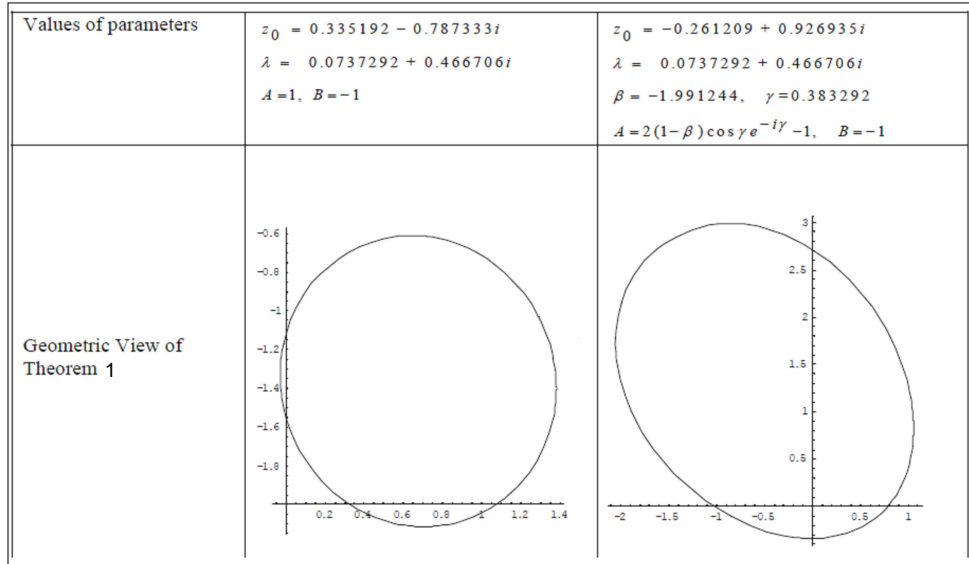 Values of parameters
z₀ = 0.335192 − 0.787333i
λ = 0.0737292 + 0.466706i
A =1, B =−1
z₀ = −0.261209 + 0.926935i
λ = 0.0737292 + 0.466706i
β = −1.991244, γ =0.383292
A = 2(1−β) cos γ e^{−iγ} −1, B =−1
Geometric View of
Theorem 1
-0.6
-0.8
-1
-1.2
-1.4
-1.6
-1.8
0.2 0.4 0.6 0.8 1 1.2 1.4
3
2.5
2
1.5
1
0.5
-2 -1.5 -1.0 -0.5 0.5 1